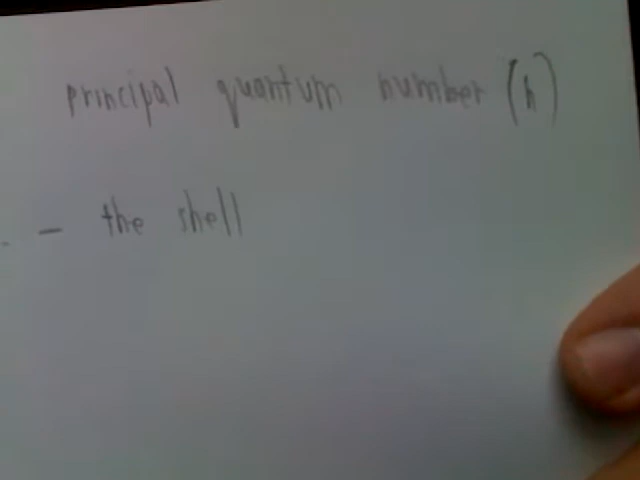 principal quantum number (n)
- the shell